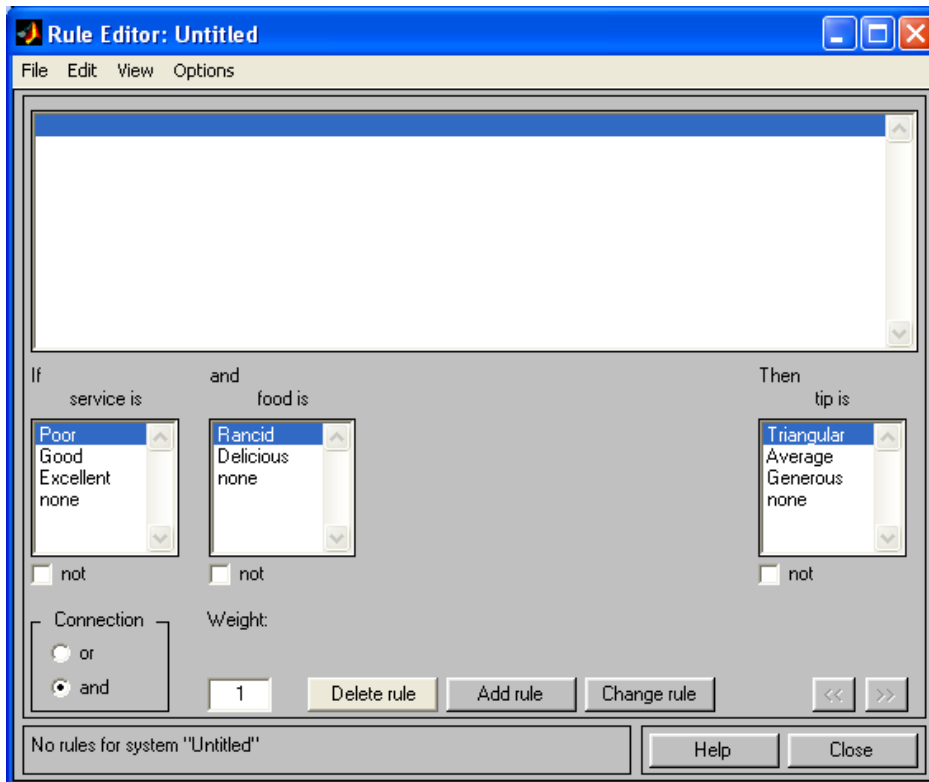 Rule Editor: Untitled
File Edit View Options
If and Then
service is food is tip is
Poor Rancid Triangular
Good Delicious Average
Excellent none Generous
none none
not not not
Connection Weight:
or
and 1 Delete rule Add rule Change rule << >>
No rules for system "Untitled" Help Close